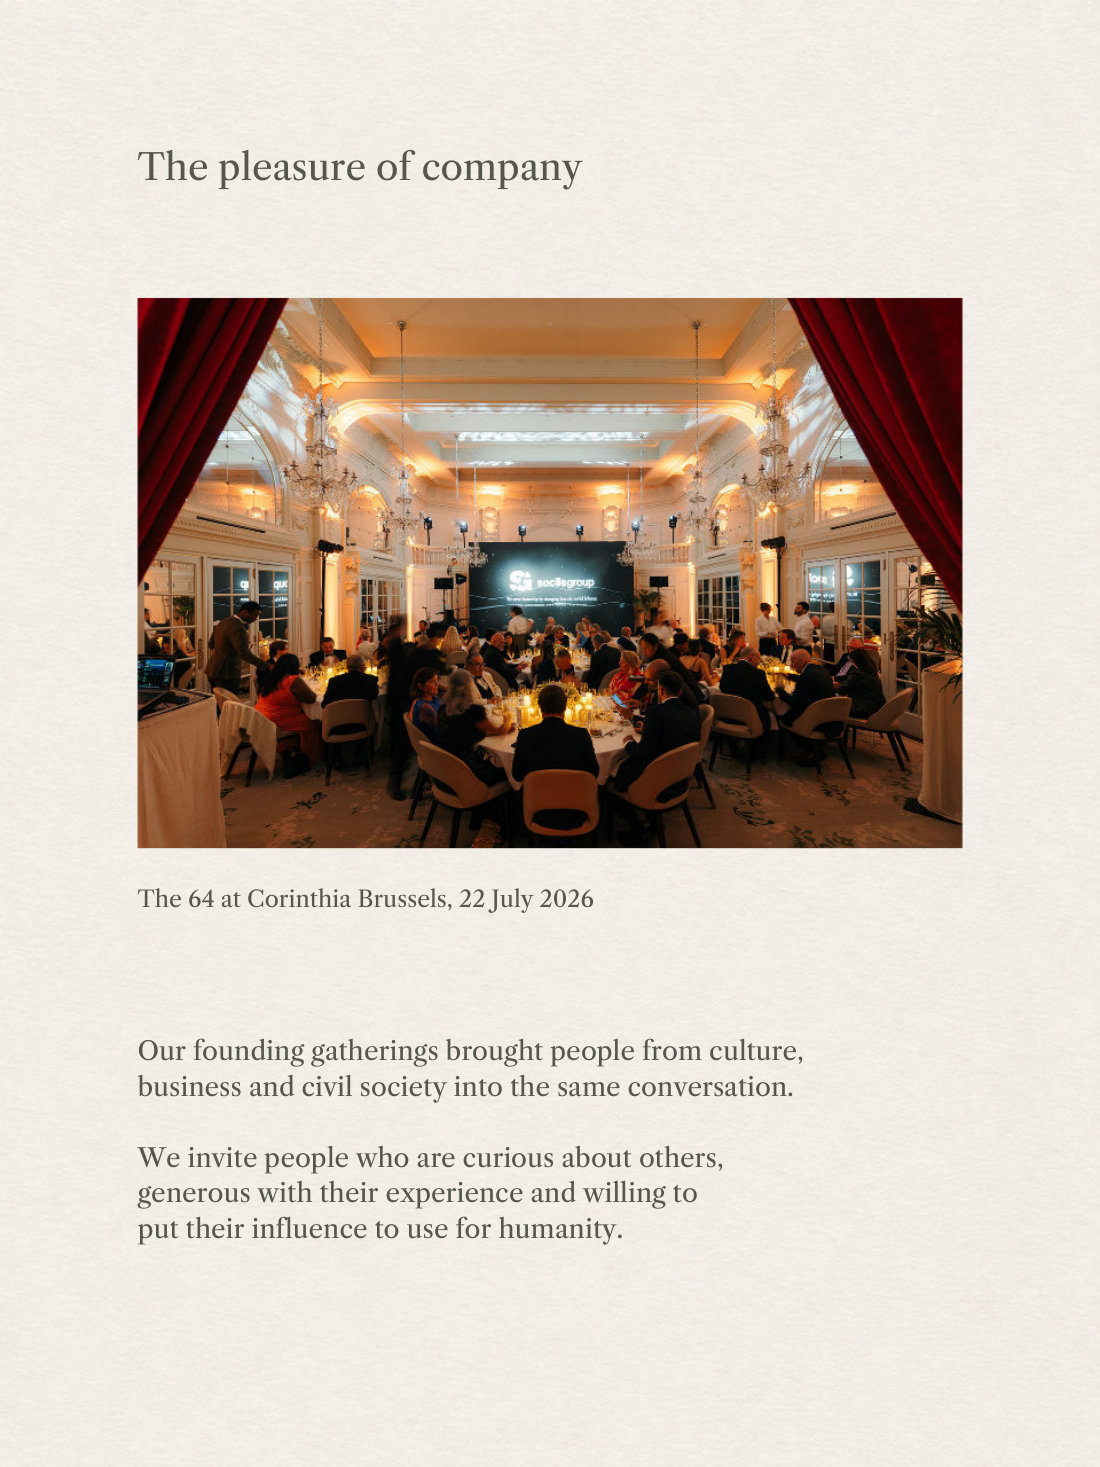 The pleasure of company
socilsgroup
The 64 at Corinthia Brussels, 22 July 2026
Our founding gatherings brought people from culture,
business and civil society into the same conversation.
We invite people who are curious about others,
generous with their experience and willing to
put their influence to use for humanity.